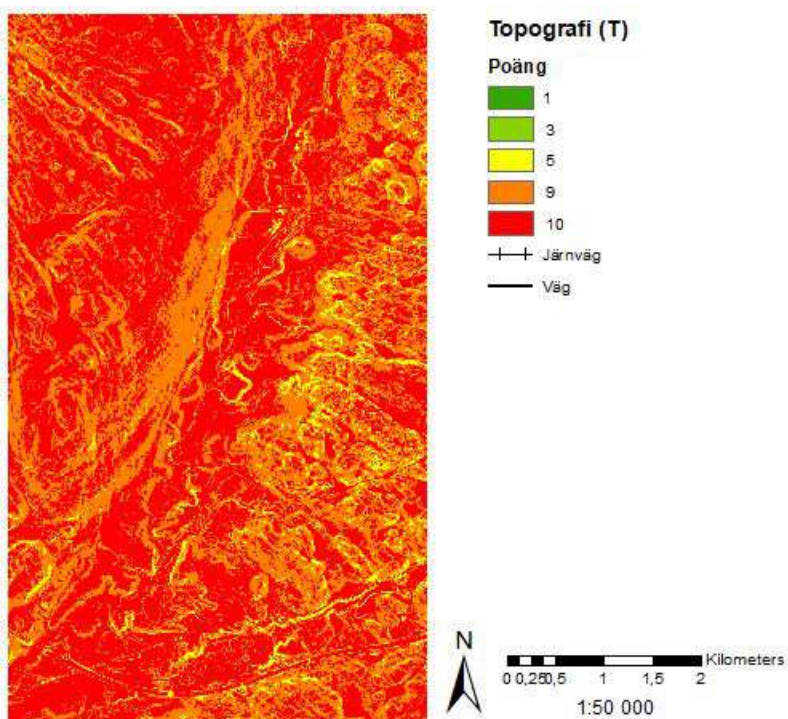 Topografi (T)
Poäng
1
3
5
9
10
Järnväg
Väg
N
Kilometers
0 0,25 0,5 1 1,5 2
1:50 000